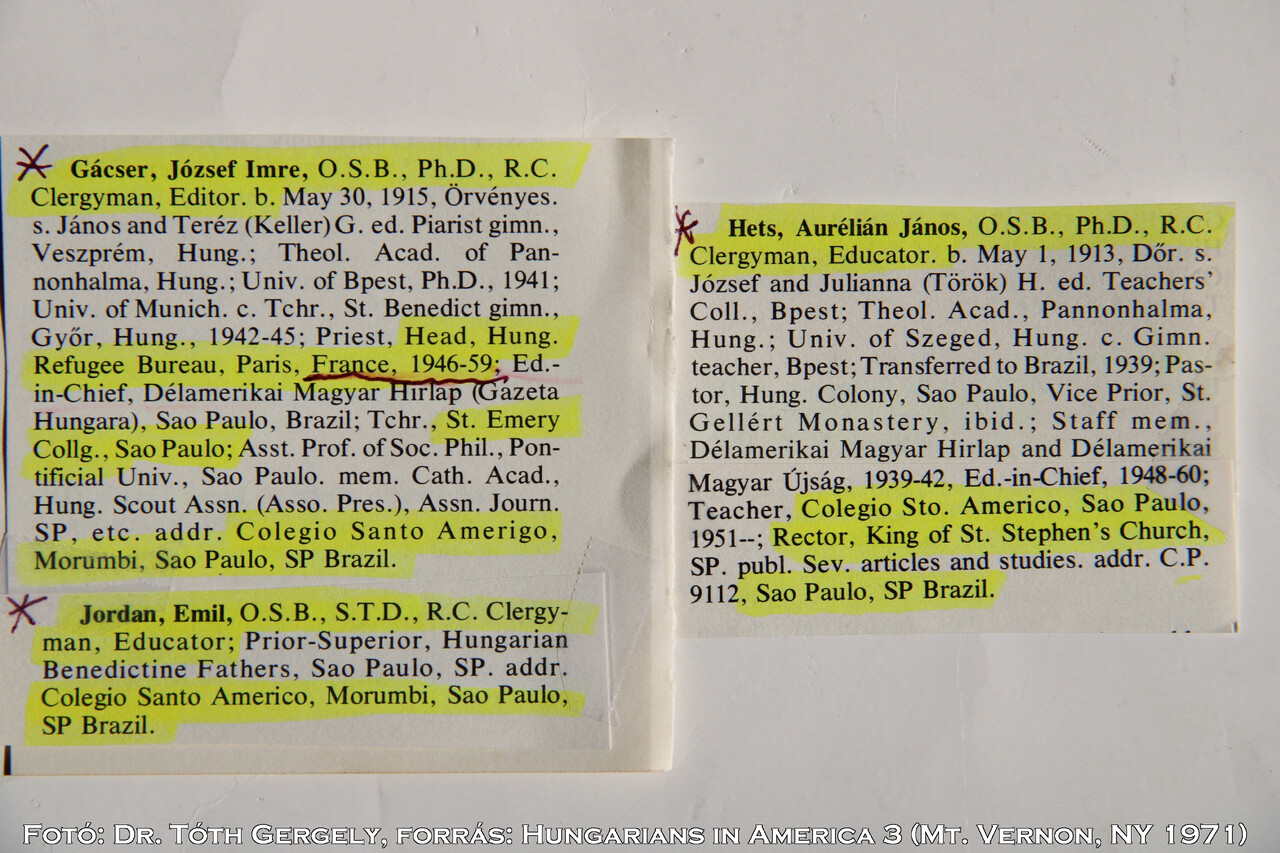 Gácser, József Imre, O.S.B., Ph.D., R.C.
Clergyman, Editor. b. May 30, 1915, Örvényes.
s. János and Teréz (Keller) G. ed. Piarist gimn.,
Veszprém, Hung.; Theol. Acad. of Pan-
nonhalma, Hung.; Univ. of Bpest, Ph.D., 1941;
Univ. of Munich. c. Tchr., St. Benedict gimn.,
Győr, Hung., 1942-45; Priest, Head, Hung.
Refugee Bureau, Paris, France, 1946-59; Ed.-
in-Chief, Délamerikai Magyar Hirlap (Gazeta
Hungara), Sao Paulo, Brazil; Tchr., St. Emery
Collg., Sao Paulo; Asst. Prof. of Soc. Phil., Pon-
tificial Univ., Sao Paulo. mem. Cath. Acad.,
Hung. Scout Assn. (Asso. Pres.), Assn. Journ.
SP, etc. addr. Colegio Santo Amerigo,
Morumbi, Sao Paulo, SP Brazil.
Jordan, Emil, O.S.B., S.T.D., R.C. Clergy-
man, Educator; Prior-Superior, Hungarian
Benedictine Fathers, Sao Paulo, SP. addr.
Colegio Santo Americo, Morumbi, Sao Paulo,
SP Brazil.
Hets, Aurélián János, O.S.B., Ph.D., R.C.
Clergyman, Educator. b. May 1, 1913, Dőr. s.
József and Julianna (Török) H. ed. Teachers'
Coll., Bpest; Theol. Acad., Pannonhalma,
Hung.; Univ. of Szeged, Hung. c. Gimn.
teacher, Bpest; Transferred to Brazil, 1939; Pas-
tor, Hung. Colony, Sao Paulo, Vice Prior, St.
Gellért Monastery, ibid.; Staff mem.,
Délamerikai Magyar Hirlap and Délamerikai
Magyar Újság, 1939-42, Ed.-in-Chief, 1948-60;
Teacher, Colegio Sto. Americo, Sao Paulo,
1951--; Rector, King of St. Stephen's Church,
SP. publ. Sev. articles and studies. addr. C.P.
9112, Sao Paulo, SP Brazil.
Fotó: Dr. Tóth Gergely, forrás: Hungarians in America 3 (Mt. Vernon, NY 1971)